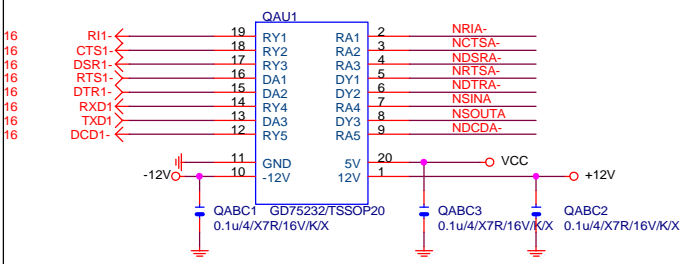 QAU1
16 RI1- 19 RY1 RA1 2 NRIA-
16 CTS1- 18 RY2 RA2 3 NCTSA-
16 DSR1- 17 RY3 RA3 4 NDSRA-
16 RTS1- 16 DA1 DY1 5 NRTSA-
16 DTR1- 15 DA2 DY2 6 NDTRA-
16 RXD1 14 RY4 RA4 7 NSINA
16 TXD1 13 DA3 DY3 8 NSOUTA
16 DCD1- 12 RY5 RA5 9 NDCDA-
11 GND 5V 20 VCC
-12V 10 -12V 12V 1 +12V
QABC1 GD75232/TSSOP20 QABC3 QABC2
0.1u/4/X7R/16V/K/X 0.1u/4/X7R/16V/K/X 0.1u/4/X7R/16V/K/X